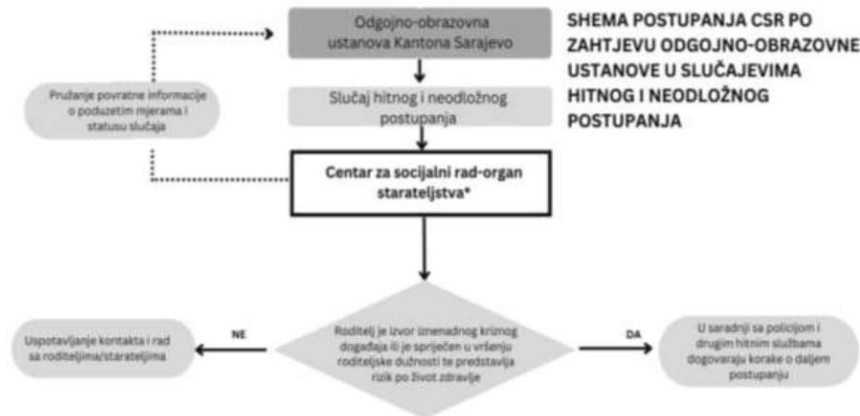 Odgojno-obrazovna
ustanova Kantona Sarajevo
SHEMA POSTUPANJA CSR PO
ZAHTJEVU ODGOJNO-OBRAZOVNE
USTANOVE U SLUČAJEVIMA
HITNOG I NEODLOŽNOG
POSTUPANJA
Pružanje povratne informacije
o poduzetim mjerama i
statusu slučaja
Slučaj hitnog i neodložnog
postupanja
Centar za socijalni rad-organ
starateljstva*
Uspotavljanje kontakta i rad
sa roditeljima/starateljima
NE
Roditelj je izvor iznenadnog kriznog
događaja ili je spriječen u vršenju
roditeljske dužnosti te predstavlja
rizik po život zdravlje
DA
U saradnji sa policijom i
drugim hitnim službama
dogovaraju korake o daljem
postupanju